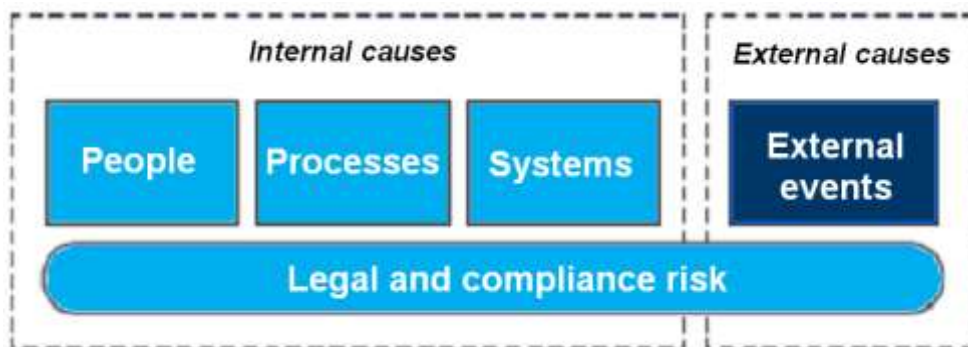 Internal causes
External causes
People
Processes
Systems
External
events
Legal and compliance risk